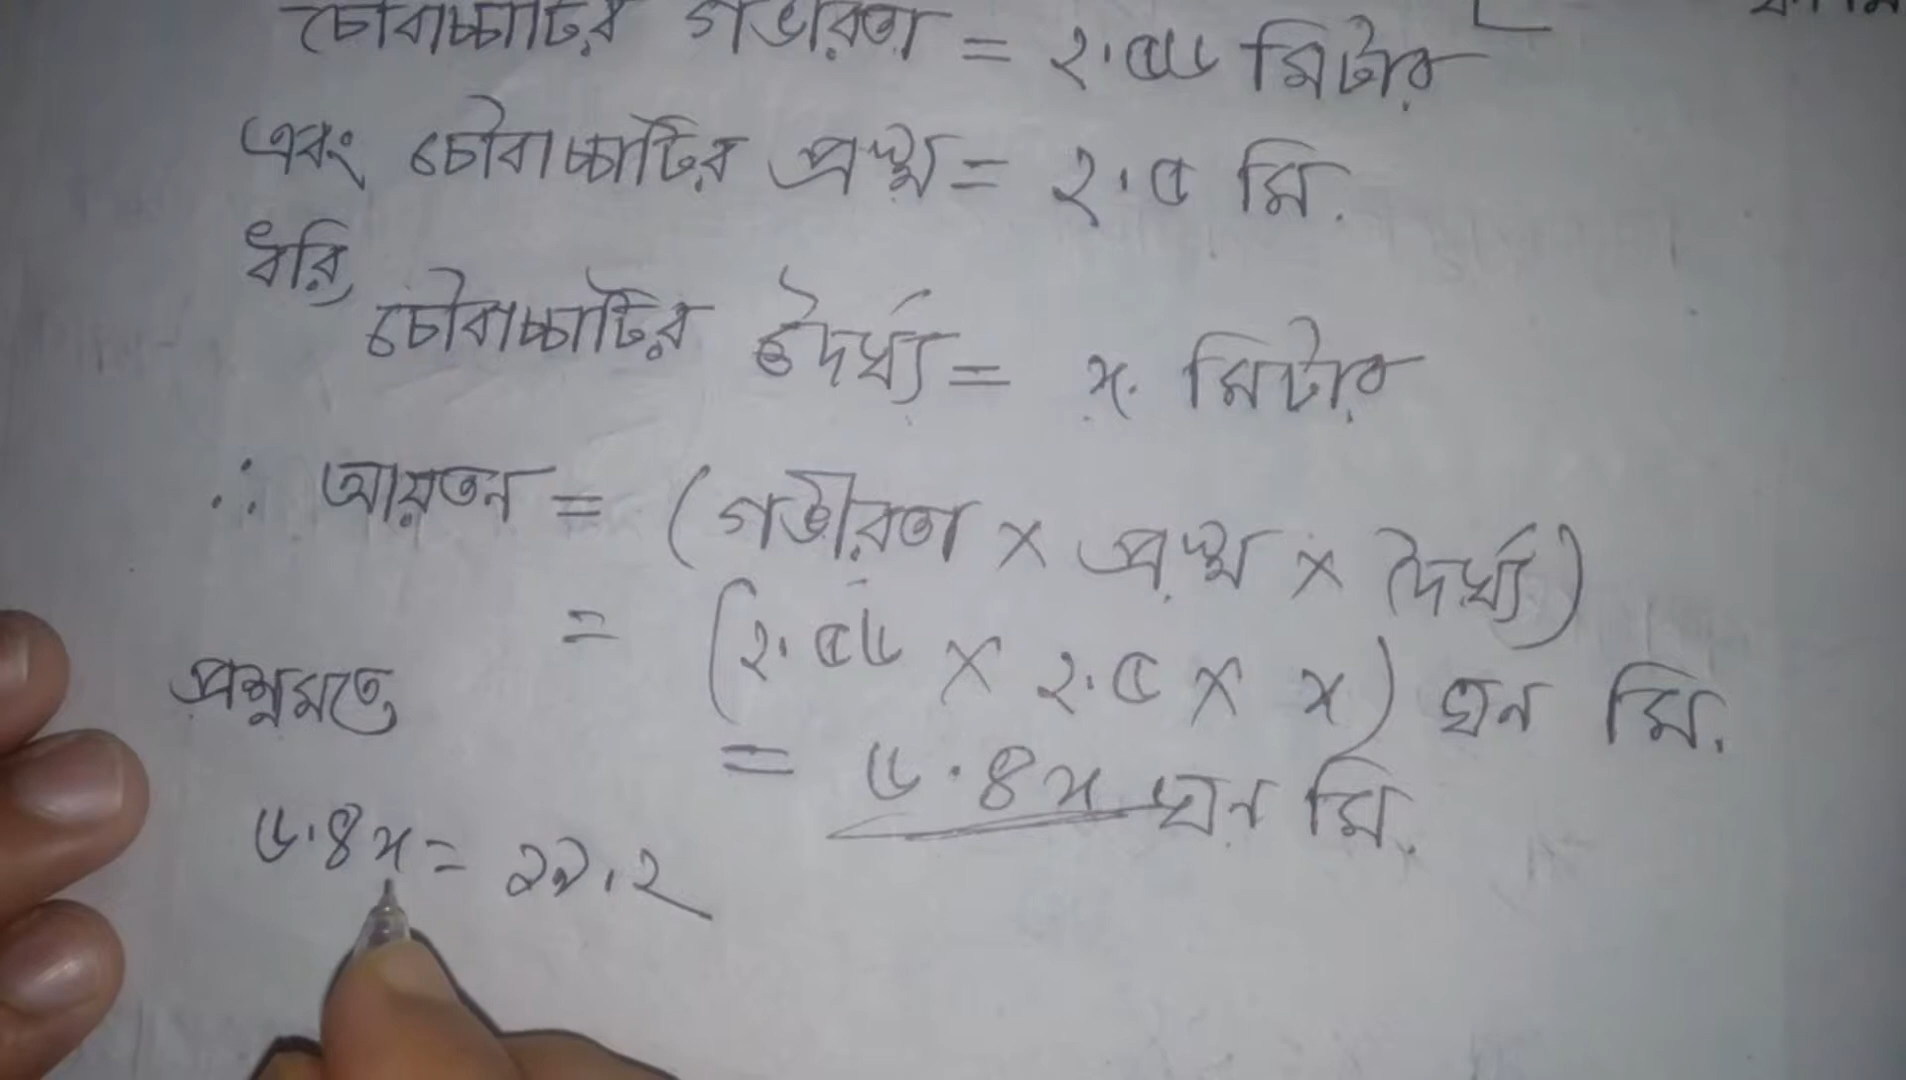 চৌবাচ্চাটির গভীরতা = ২.৫৬ মিটার
এবং চৌবাচ্চাটির প্রস্থ = ২.৫ মি.
ধরি,
চৌবাচ্চাটির দৈর্ঘ্য = x মিটার
∴ আয়তন = (গভীরতা × প্রস্থ × দৈর্ঘ্য)
= (২.৫৬ × ২.৫ × x) ঘন মি.
= ৬.৪x ঘন মি.
প্রশ্নমতে
৬.৪x = ১৯.২